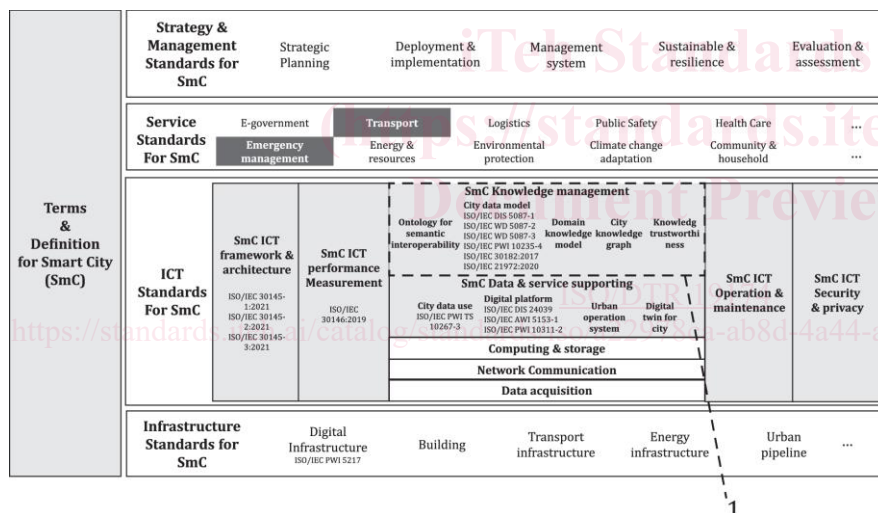 Terms
&
Definition
for Smart City
(SmC)
Strategy &
Management
Standards for
SmC
Strategic
Planning
Deployment &
implementation
Management
system
Sustainable &
resilience
Evaluation &
assessment
Service
Standards
For SmC
E-government
Transport
Logistics
Public Safety
Health Care
...
Emergency
management
Energy &
resources
Environmental
protection
Climate change
adaptation
Community &
household
...
ICT
Standards
For SmC
SmC ICT
framework &
architecture
ISO/IEC 30145-
1:2021
ISO/IEC 30145-
2:2021
ISO/IEC 30145-
3:2021
SmC ICT
performance
Measurement
ISO/IEC
30146:2019
SmC Knowledge management
Ontology for
semantic
interoperability
City data model
ISO/IEC DIS 5087-1
ISO/IEC WD 5087-2
ISO/IEC WD 5087-3
ISO/IEC PWI 10235-4
ISO/IEC 30182:2017
ISO/IEC 21972:2020
Domain
knowledge
model
City
knowledge
graph
Knowledg
trustworthi
ness
SmC Data & service supporting
City data use
ISO/IEC PWI TS
10267-3
Digital platform
ISO/IEC DIS 24039
ISO/IEC AWI 5153-1
ISO/IEC PWI 10311-2
Urban
operation
system
Digital
twin for
city
Computing & storage
Network Communication
Data acquisition
SmC ICT
Operation &
maintenance
SmC ICT
Security
& privacy
Infrastructure
Standards for
SmC
Digital
Infrastructure
ISO/IEC PWI 5217
Building
Transport
infrastructure
Energy
infrastructure
Urban
pipeline
...
1
iTeh Standards
(https://standards.ite
Document Previe